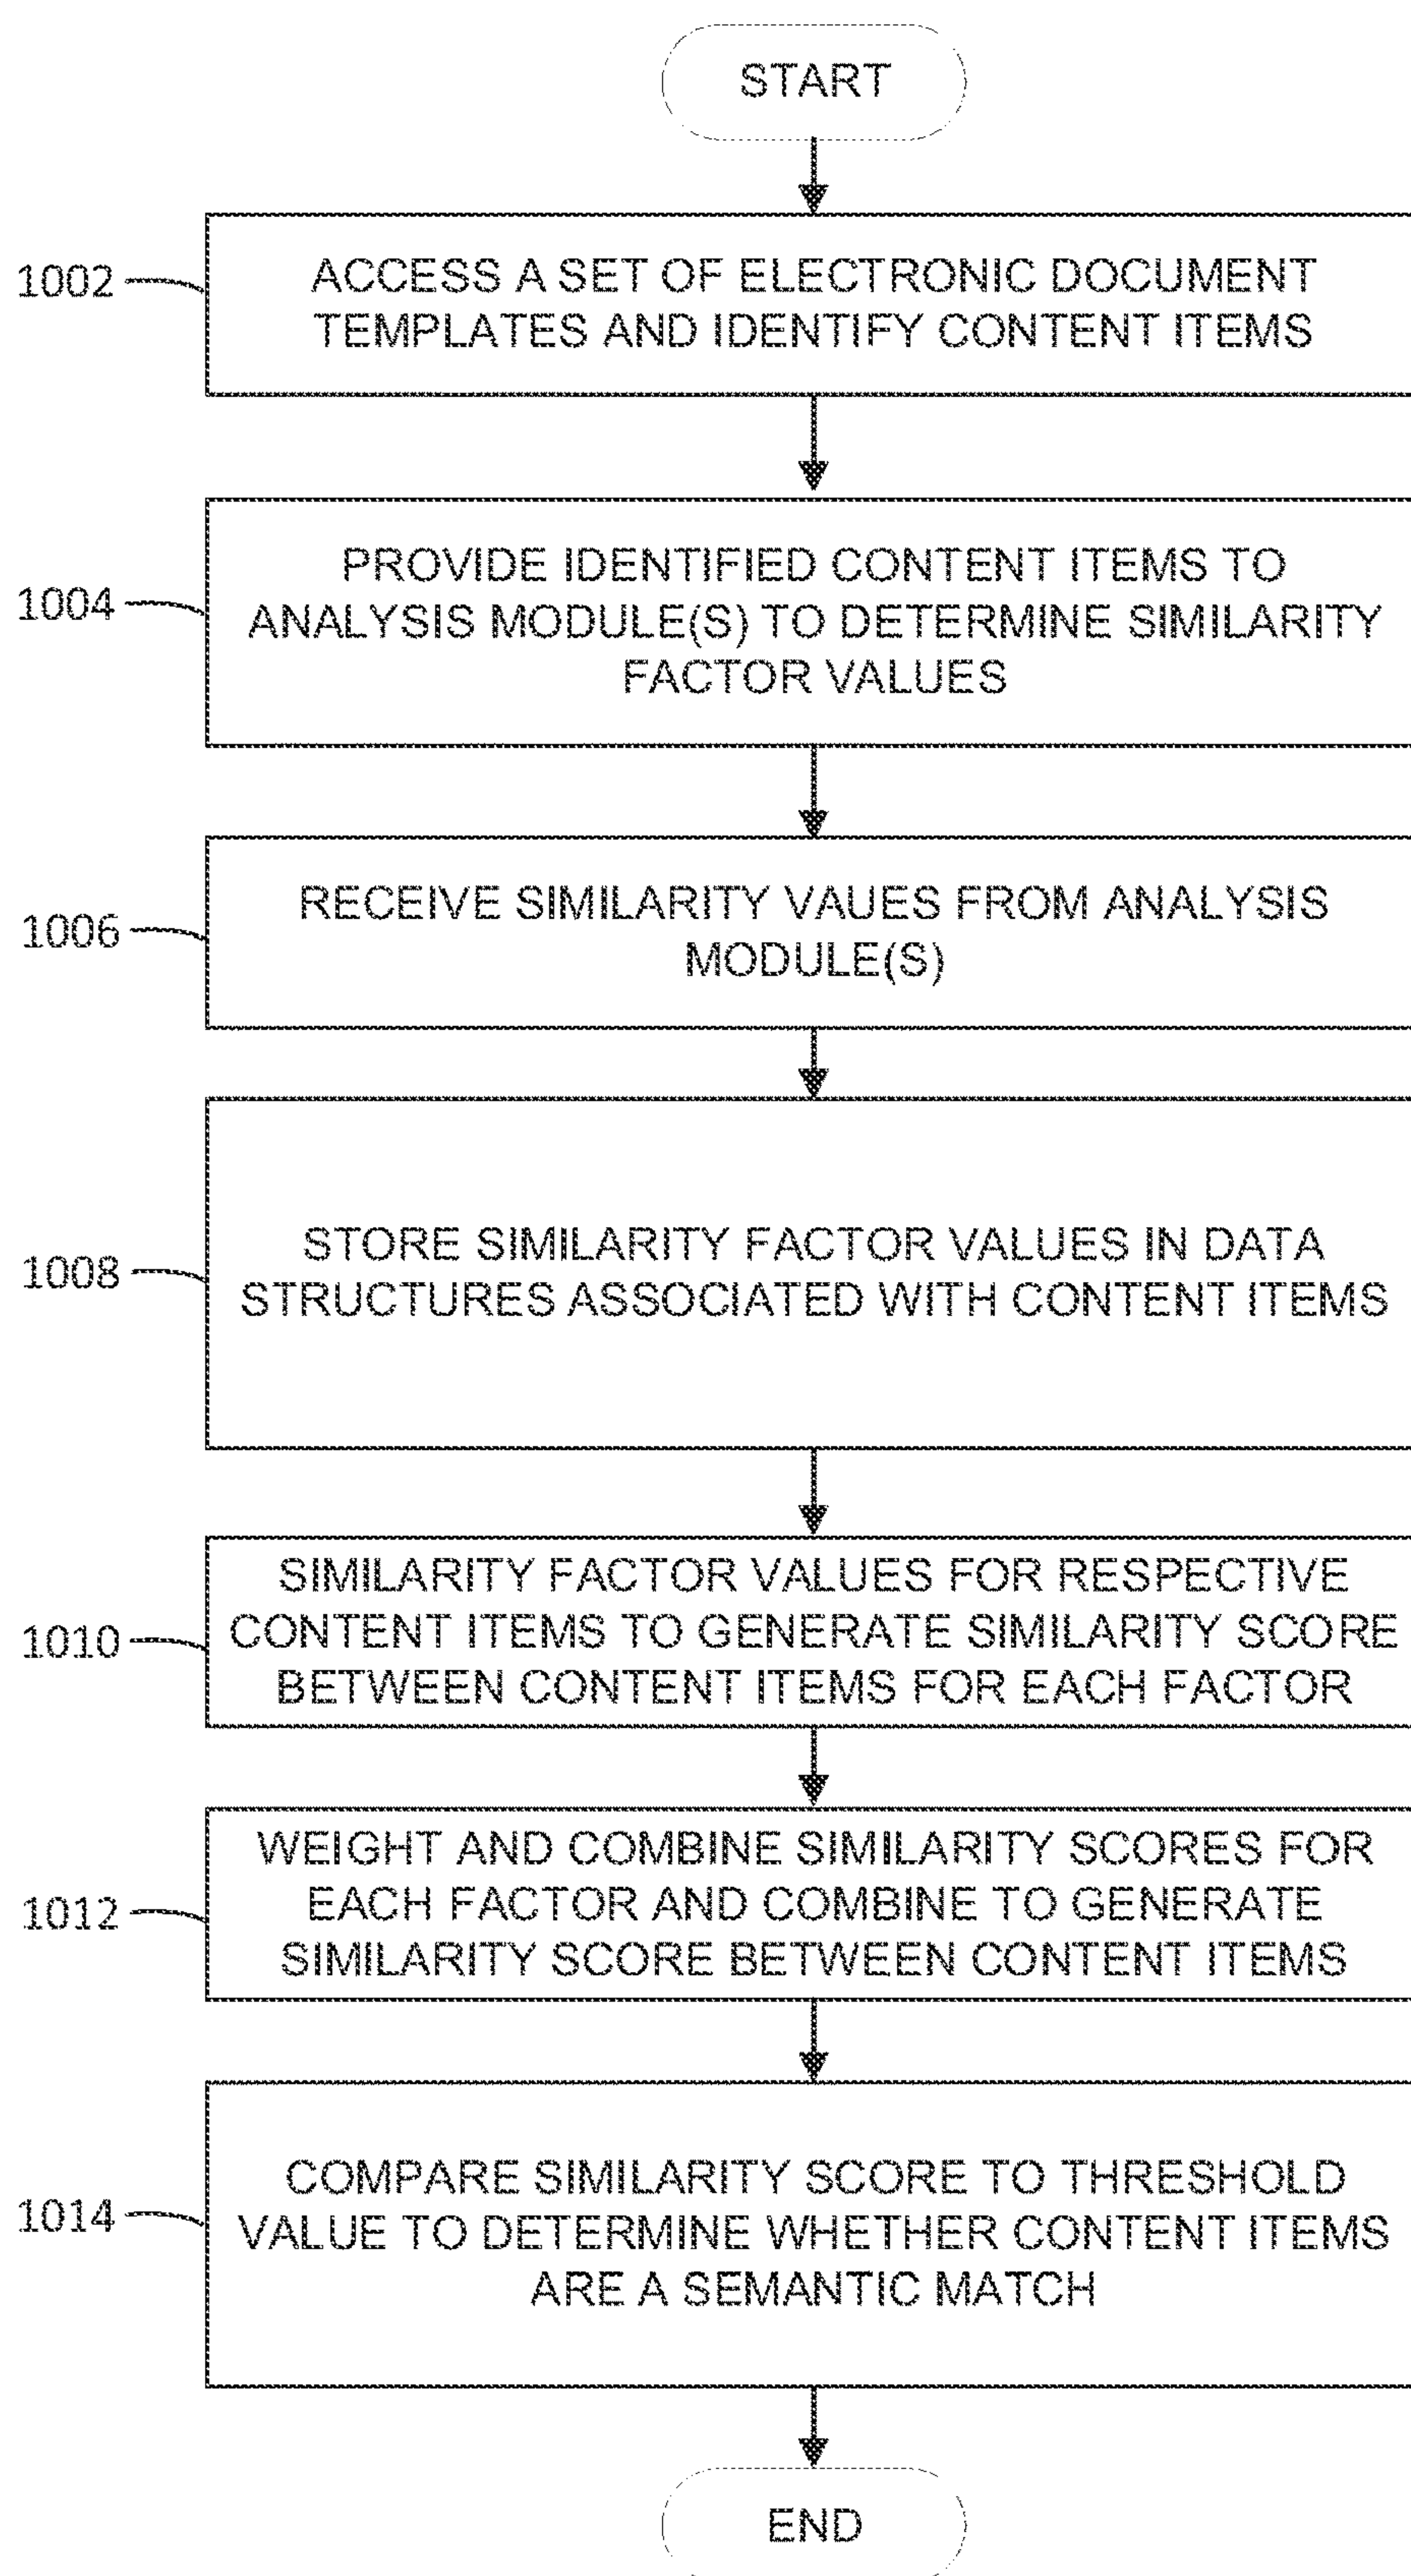 START
1002
ACCESS A SET OF ELECTRONIC DOCUMENT
TEMPLATES AND IDENTIFY CONTENT ITEMS
1004
PROVIDE IDENTIFIED CONTENT ITEMS TO
ANALYSIS MODULE(S) TO DETERMINE SIMILARITY
FACTOR VALUES
1006
RECEIVE SIMILARITY VAUES FROM ANALYSIS
MODULE(S)
1008
STORE SIMILARITY FACTOR VALUES IN DATA
STRUCTURES ASSOCIATED WITH CONTENT ITEMS
1010
SIMILARITY FACTOR VALUES FOR RESPECTIVE
CONTENT ITEMS TO GENERATE SIMILARITY SCORE
BETWEEN CONTENT ITEMS FOR EACH FACTOR
1012
WEIGHT AND COMBINE SIMILARITY SCORES FOR
EACH FACTOR AND COMBINE TO GENERATE
SIMILARITY SCORE BETWEEN CONTENT ITEMS
1014
COMPARE SIMILARITY SCORE TO THRESHOLD
VALUE TO DETERMINE WHETHER CONTENT ITEMS
ARE A SEMANTIC MATCH
END